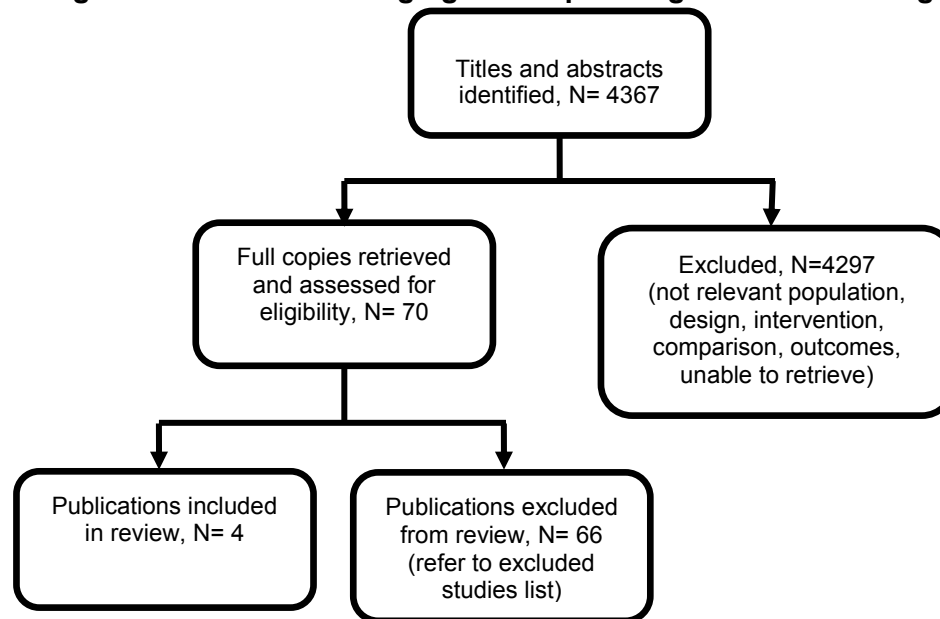 Titles and abstracts
identified, N= 4367
Full copies retrieved
and assessed for
eligibility, N= 70
Excluded, N=4297
(not relevant population,
design, intervention,
comparison, outcomes,
unable to retrieve)
Publications included
in review, N= 4
Publications excluded
from review, N= 66
(refer to excluded
studies list)